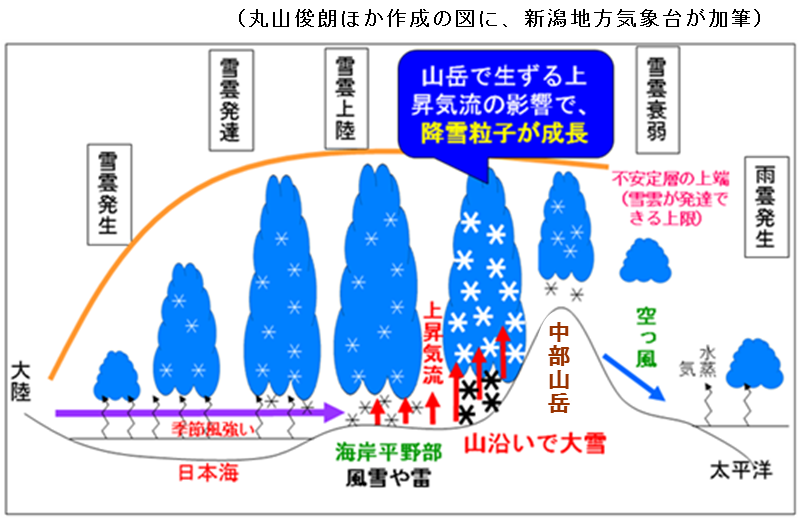 （丸山俊朗ほか作成の図に、新潟地方気象台が加筆）
雪雲発生
雪雲発達
雪雲上陸
山岳で生ずる上
昇気流の影響で、
降雪粒子が成長
雪雲衰弱
不安定層の上端
（雪雲が発達で
きる上限）
雨雲発生
大陸
季節風強い
日本海
上昇気流
海岸平野部
風雪や雷
山沿いで大雪
中部山岳
空っ風
水蒸
気
太平洋